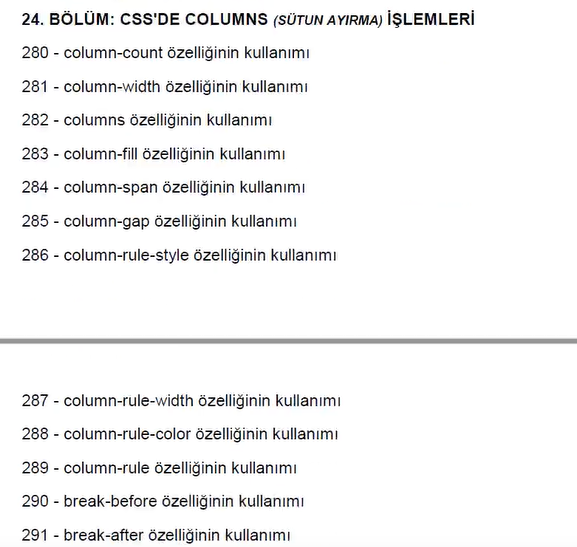 24. BÖLÜM: CSS'DE COLUMNS (SÜTUN AYIRMA) İŞLEMLERİ
280 - column-count özelliğinin kullanımı
281 - column-width özelliğinin kullanımı
282 - columns özelliğinin kullanımı
283 - column-fill özelliğinin kullanımı
284 - column-span özelliğinin kullanımı
285 - column-gap özelliğinin kullanımı
286 - column-rule-style özelliğinin kullanımı
287 - column-rule-width özelliğinin kullanımı
288 - column-rule-color özelliğinin kullanımı
289 - column-rule özelliğinin kullanımı
290 - break-before özelliğinin kullanımı
291 - break-after özelliğinin kullanımı